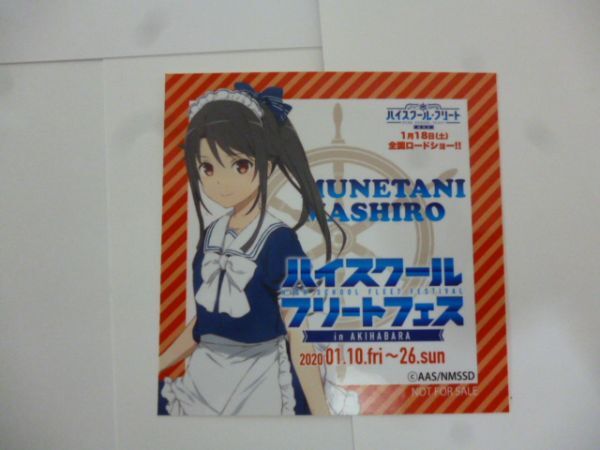 ハイスクール・フリート
1月18日(土)
全国ロードショー!!
MUNETANI
MASHIRO
ハイスクール
SCHOOL FLEET FESTIVAL
フリートフェス
in AKIHABARA
2020 01.10.fri～26.sun
©AAS/NMSSD
NOT FOR SALE